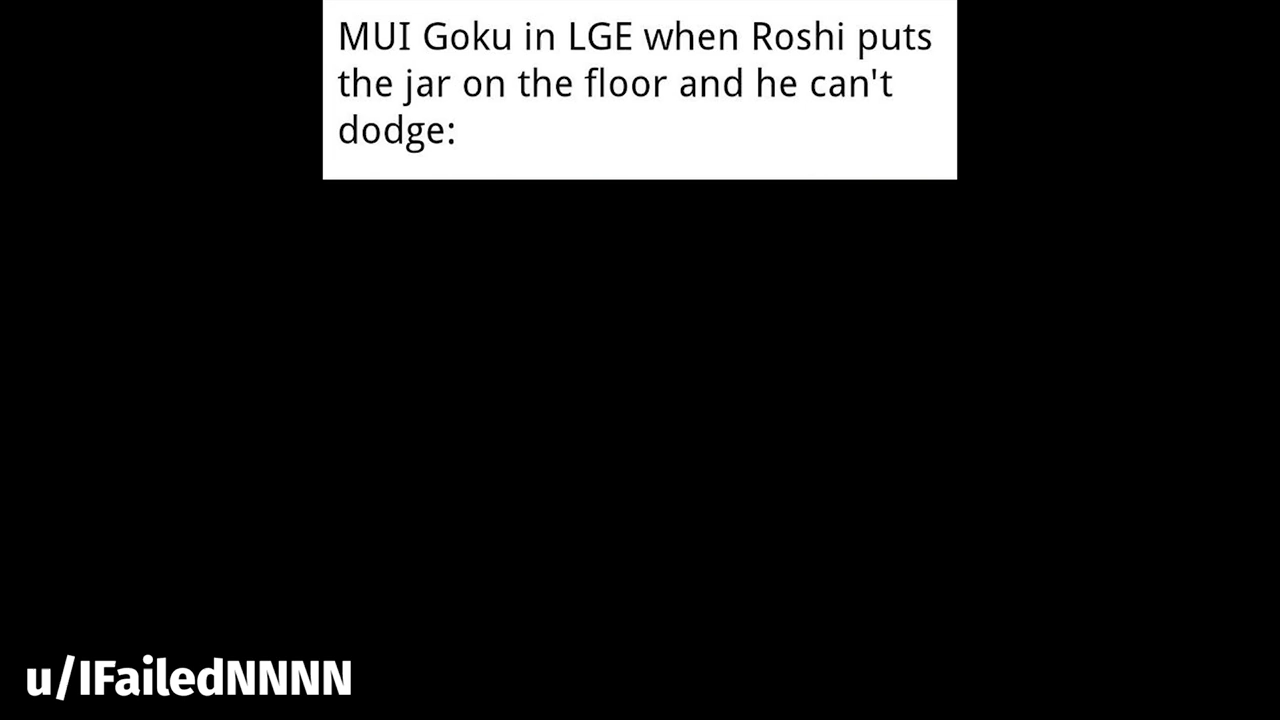 MUI Goku in LGE when Roshi puts
the jar on the floor and he can't
dodge:
u/IFailedNNNN